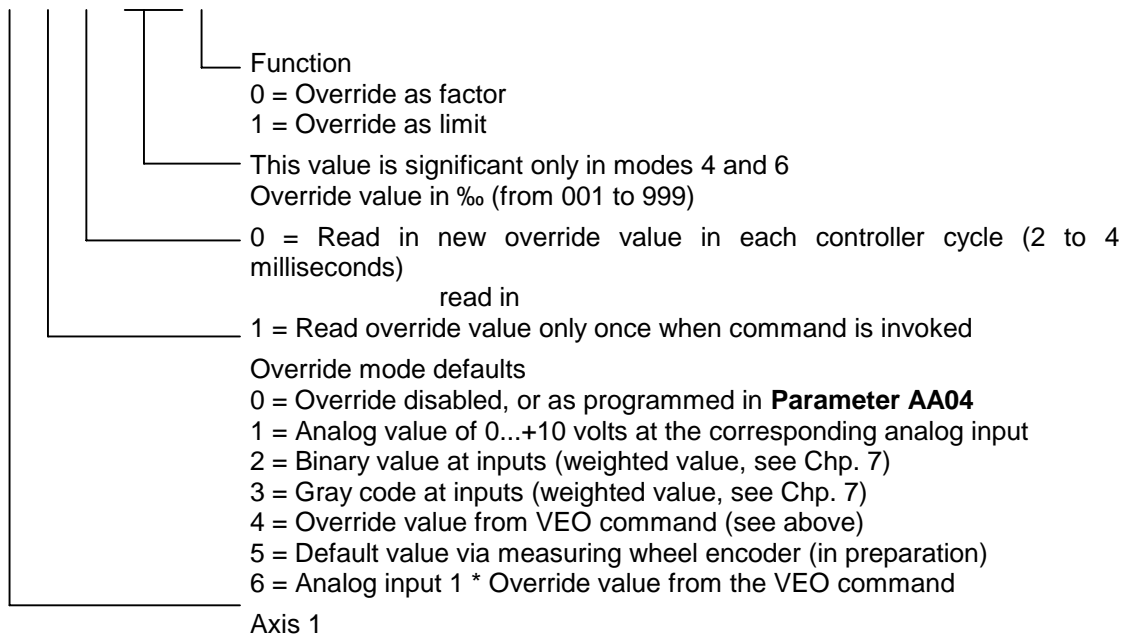 Function
0 = Override as factor
1 = Override as limit
This value is significant only in modes 4 and 6
Override value in ‰ (from 001 to 999)
0 = Read in new override value in each controller cycle (2 to 4
milliseconds)
read in
1 = Read override value only once when command is invoked
Override mode defaults
0 = Override disabled, or as programmed in Parameter AA04
1 = Analog value of 0...+10 volts at the corresponding analog input
2 = Binary value at inputs (weighted value, see Chp. 7)
3 = Gray code at inputs (weighted value, see Chp. 7)
4 = Override value from VEO command (see above)
5 = Default value via measuring wheel encoder (in preparation)
6 = Analog input 1 * Override value from the VEO command
Axis 1